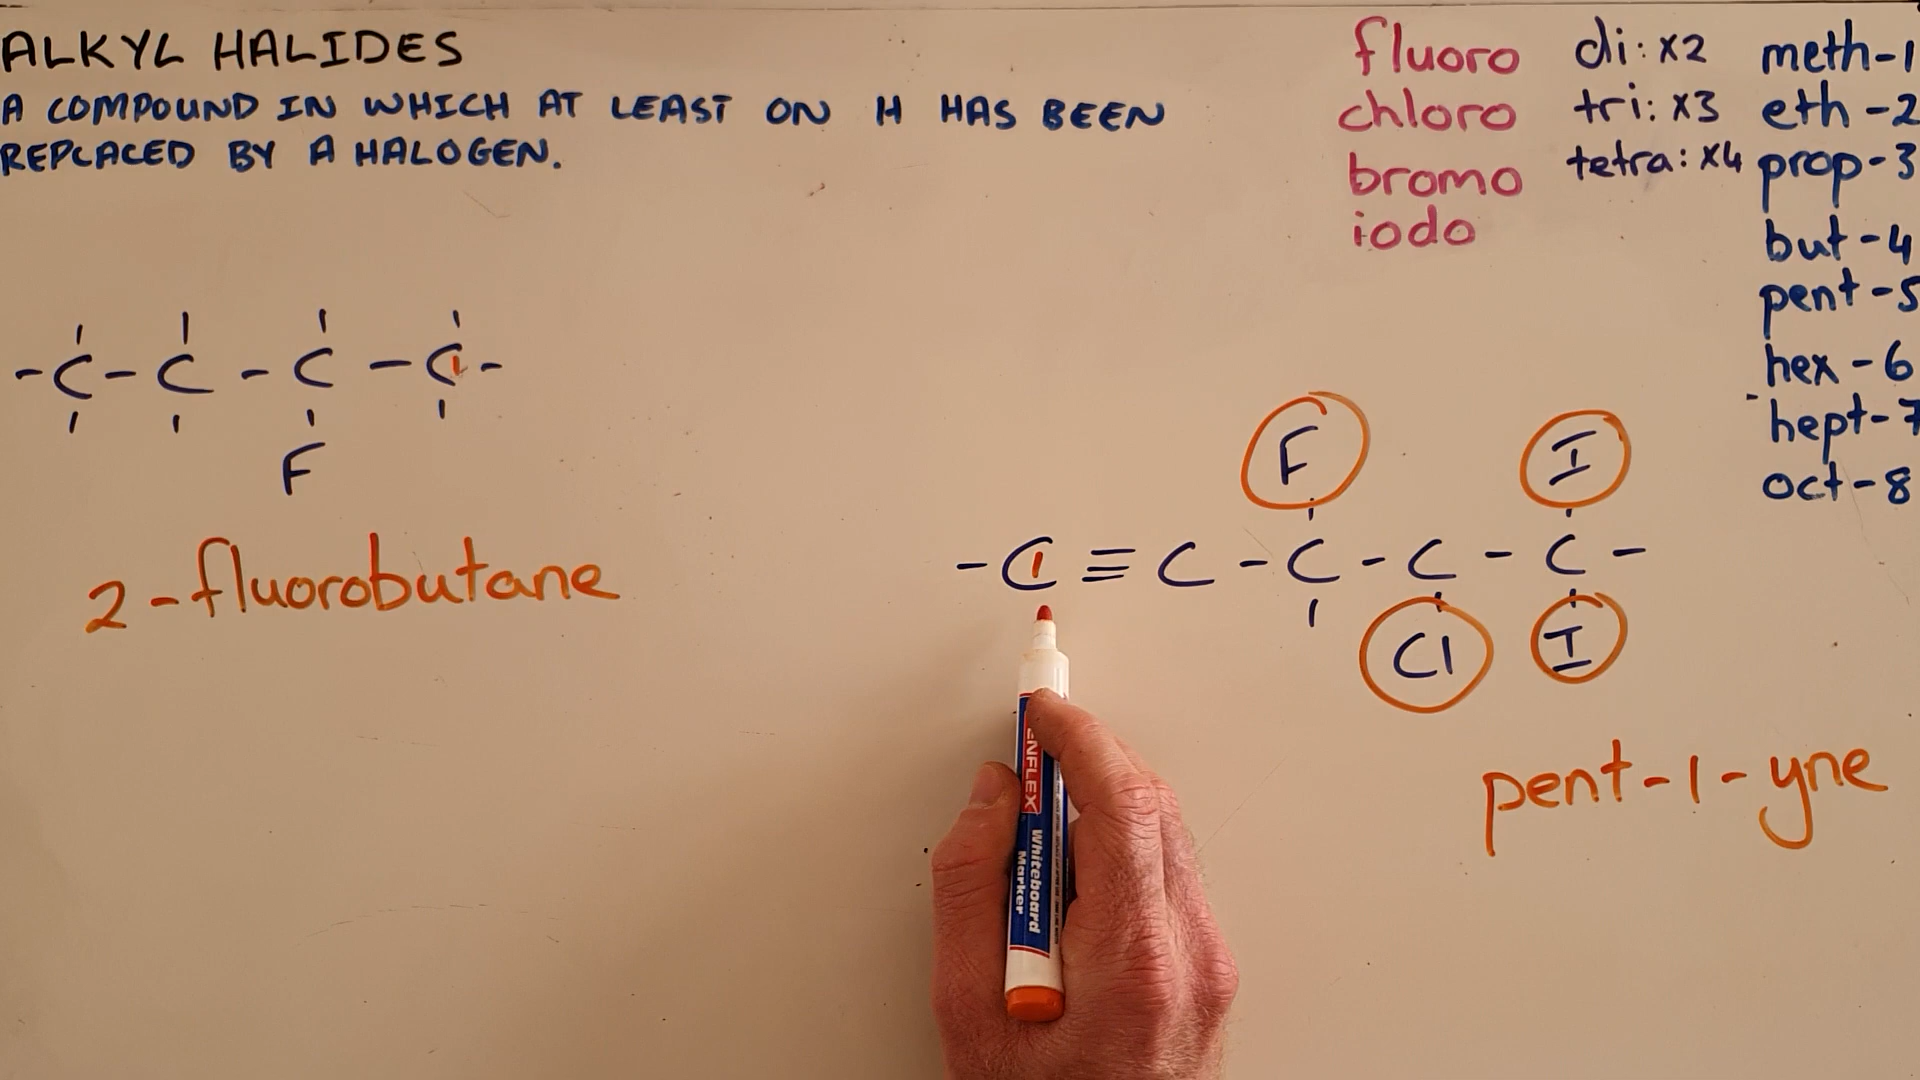 ALKYL HALIDES
A COMPOUND IN WHICH AT LEAST ON H HAS BEEN
REPLACED BY A HALOGEN.
fluoro
chloro
bromo
iodo
di: x2
tri: x3
tetra: x4
meth-1
eth-2
prop-3
but-4
pent-5
hex-6
hept-7
oct-8
-C-C-C-C-
F
2-fluorobutane
F I
-C≡C-C-C-C-
Cl I
pent-1-yne
ENFLEX
Whiteboard
Marker